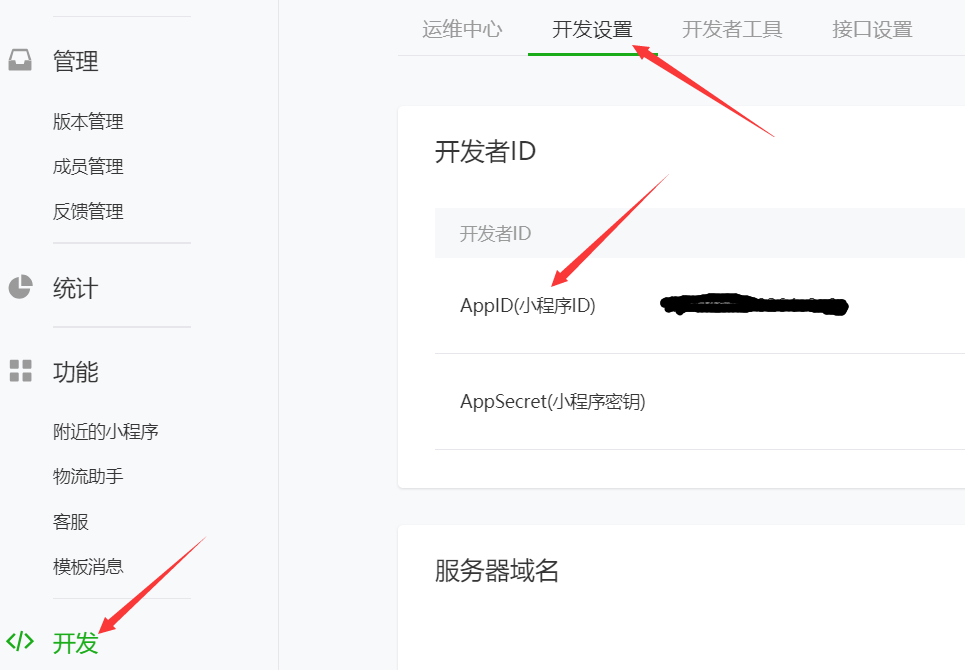 管理
版本管理
成员管理
反馈管理
统计
功能
附近的小程序
物流助手
客服
模板消息
开发
运维中心 开发设置 开发者工具 接口设置
开发者ID
开发者ID
AppID(小程序ID)
AppSecret(小程序密钥)
服务器域名